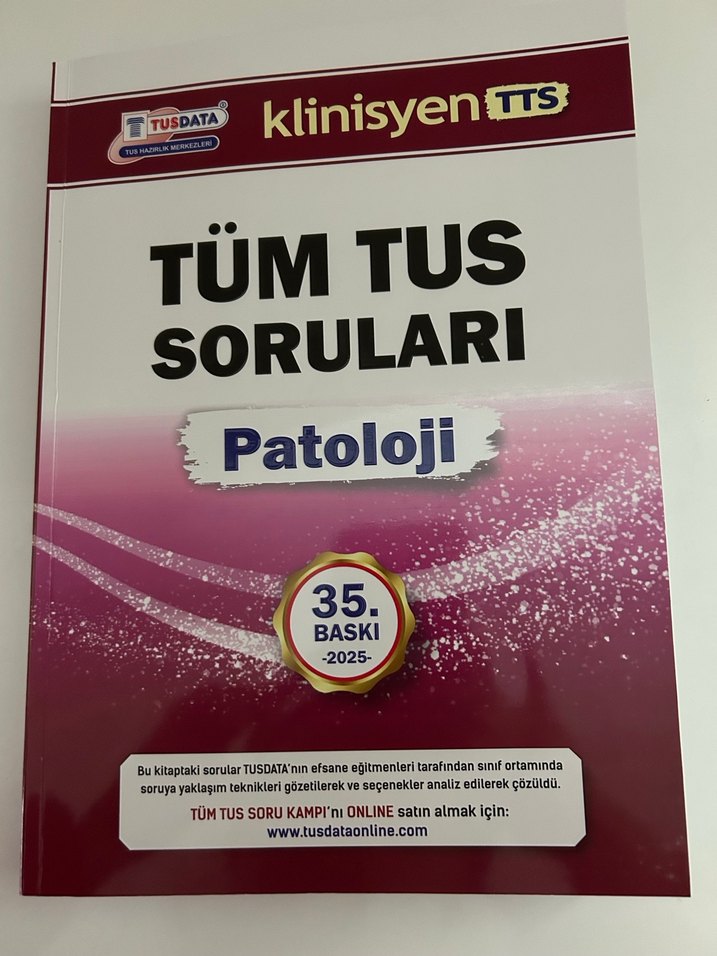 TUSDATA®
TUS HAZIRLIK MERKEZLERİ
klinisyen TTS
TÜM TUS
SORULARI
Patoloji
35.
BASKI
-2025-
Bu kitaptaki sorular TUSDATA'nın efsane eğitmenleri tarafından sınıf ortamında
soruya yaklaşım teknikleri gözetilerek ve seçenekler analiz edilerek çözüldü.
TÜM TUS SORU KAMPI'nı ONLINE satın almak için:
www.tusdataonline.com